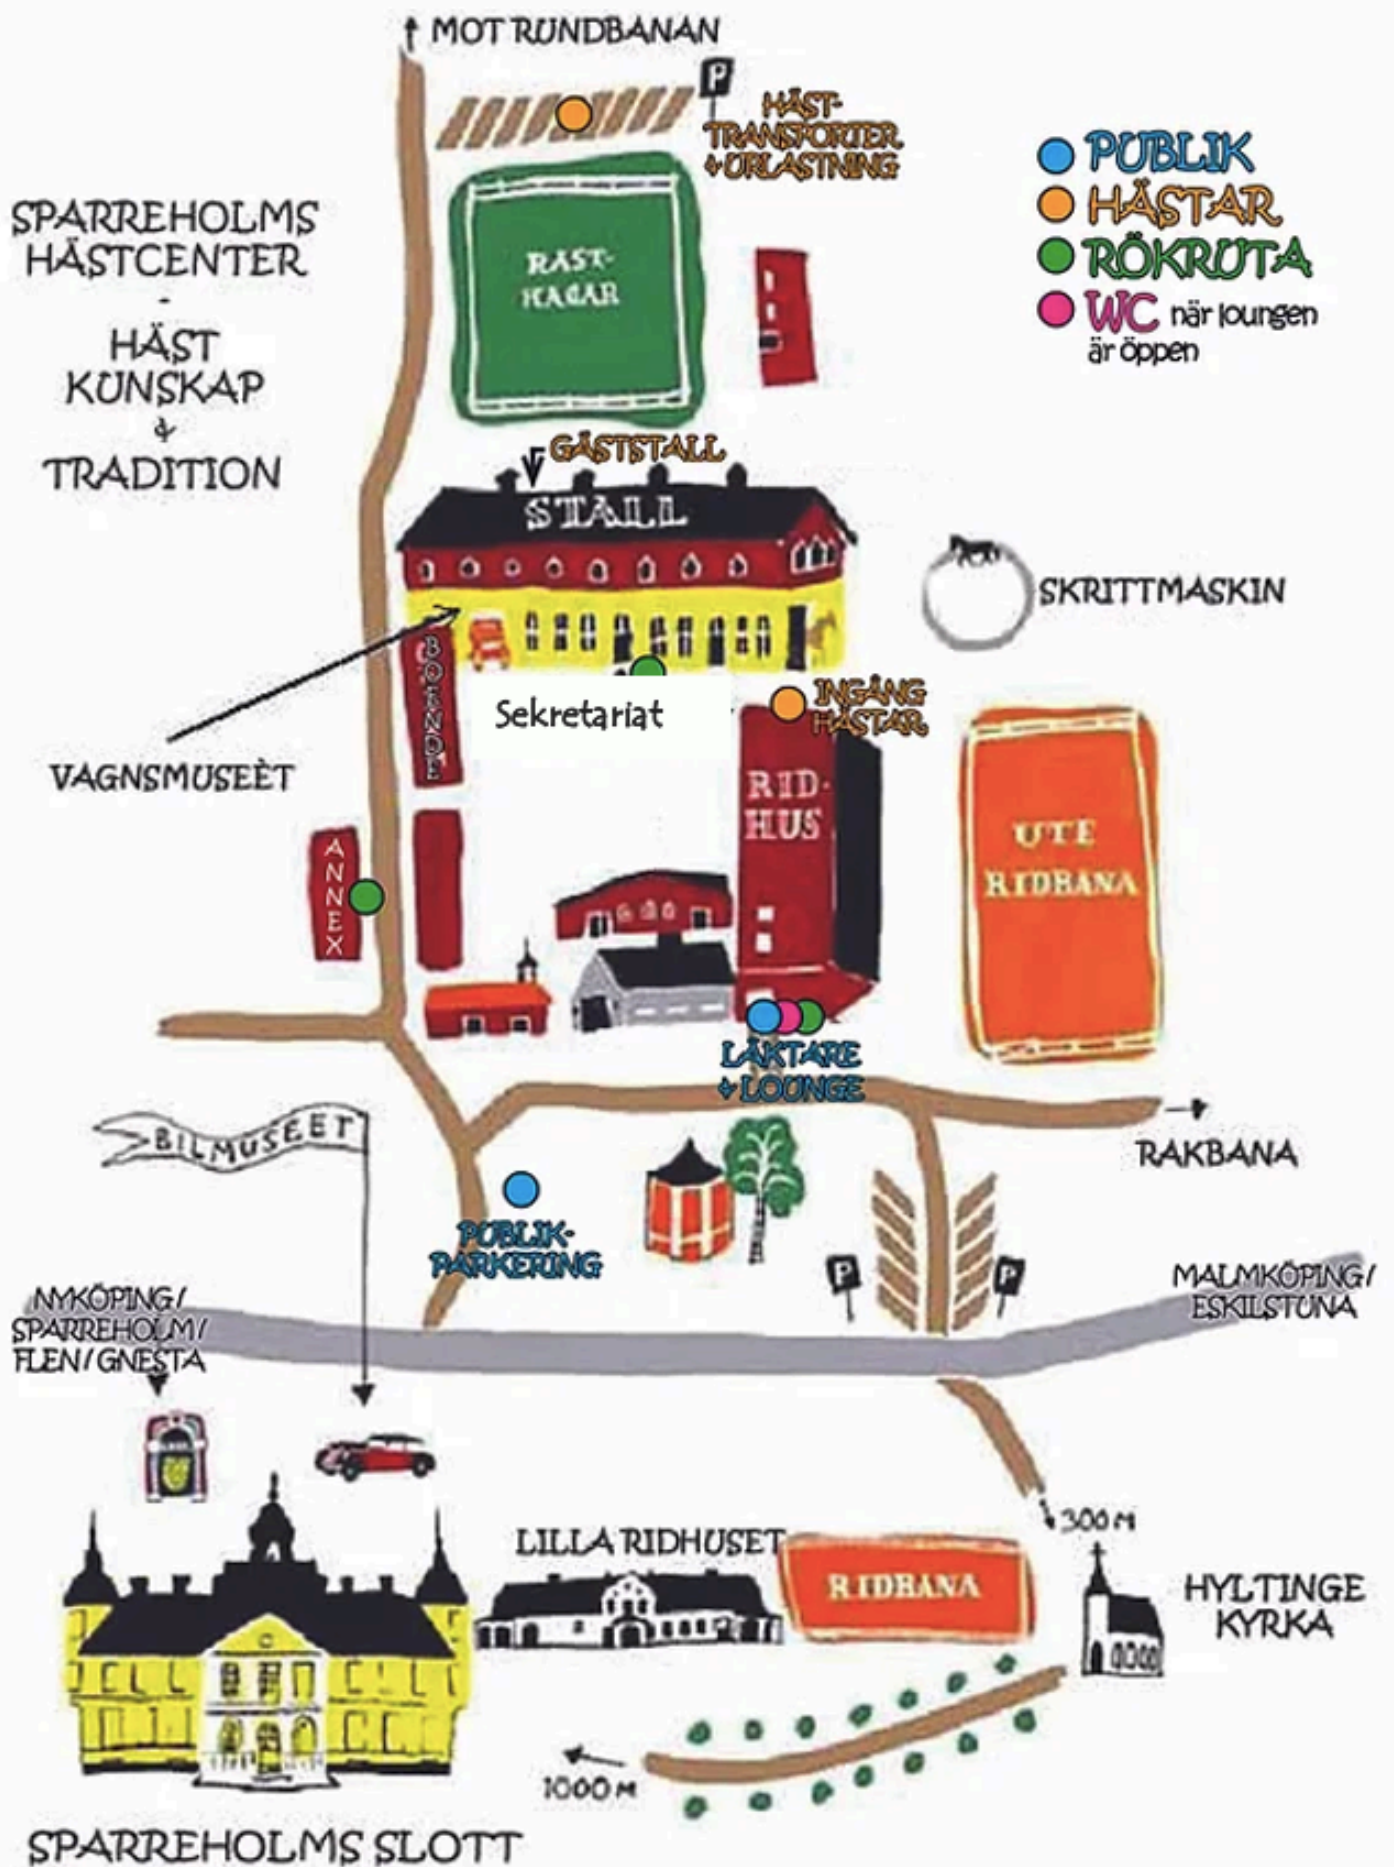 MOT RUNDBANAN
P
HÄST-
TRANSPORTER
+URLASTNING
PUBLIK
HÄSTAR
RÖKRUTA
WC när loungen
är öppen
SPARREHOLMS
HÄSTCENTER
-
HÄST
KUNSKAP
&
TRADITION
RAST-
HAGAR
GÄSTSTALL
STALL
SKRITTMASKIN
BOENDE
VAGNSMUSEÈT
Sekretariat
INGÅNG
HÄSTAR
RID-
HUS
UTE
RIDBANA
ANNEX
LÄKTARE
+ LOUNGE
RAKBANA
BILMUSEET
PUBLIK-
PARKERING
P
P
NYKÖPING/
SPARREHOLM/
FLEN/GNESTA
MALMKÖPING/
ESKILSTUNA
300 M
LILLA RIDHUSET
RIDBANA
HYLTINGE
KYRKA
1000 M
SPARREHOLMS SLOTT